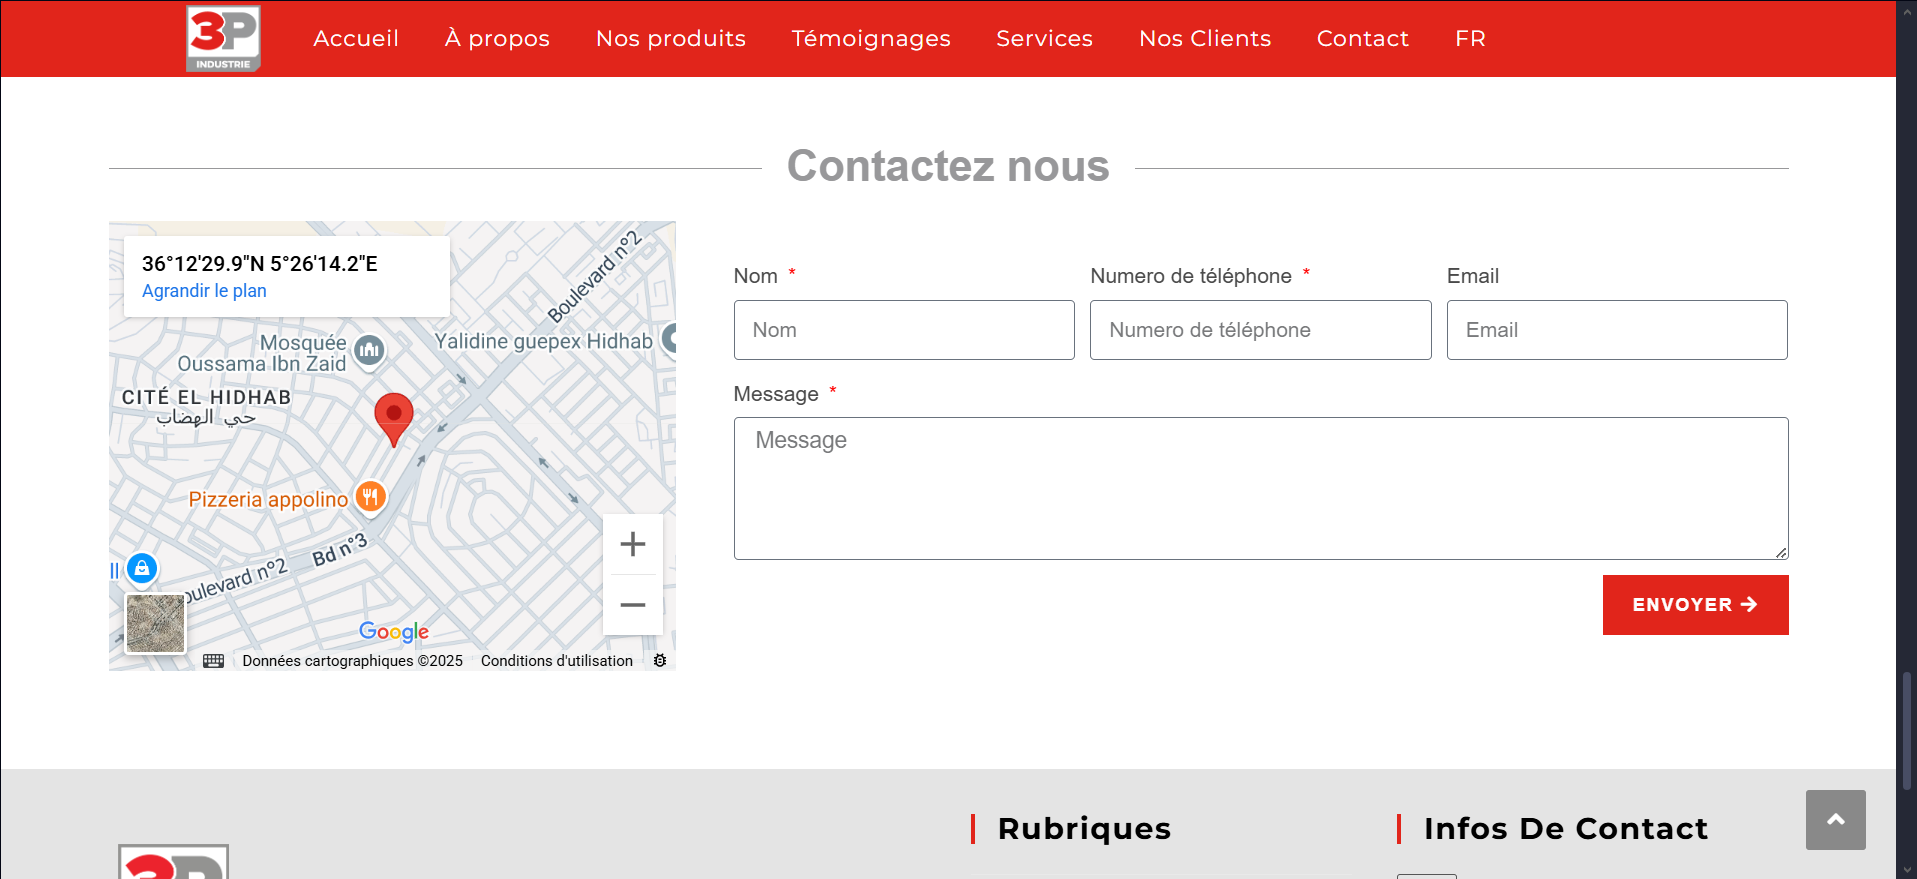 3P
INDUSTRIE
Accueil
À propos
Nos produits
Témoignages
Services
Nos Clients
Contact
FR
Contactez nous
36°12'29.9"N 5°26'14.2"E
Agrandir le plan
Boulevard n°2
Mosquée
Oussama Ibn Zaid
Yalidine guepex Hidhab
CITÉ EL HIDHAB
حي الهضاب
Pizzeria appolino
Bd n°3
ll
oulevard n°2
Google
Données cartographiques ©2025
Conditions d'utilisation
Nom *
Numero de téléphone *
Email
Nom
Numero de téléphone
Email
Message *
Message
ENVOYER
Rubriques
Infos De Contact
3P